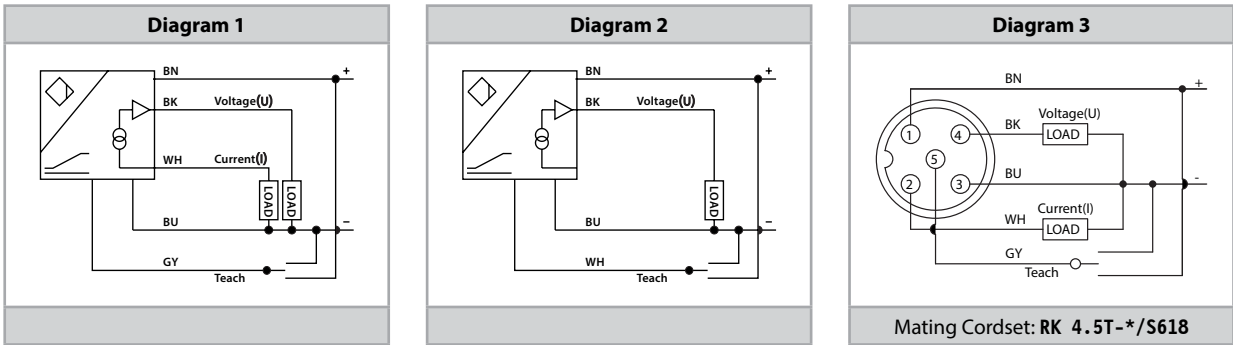 Diagram 1
BN
+
BK
Voltage(U)
WH
Current(I)
LOAD
LOAD
BU
–
GY
Teach
Diagram 2
BN
+
BK
Voltage(U)
LOAD
BU
–
WH
Teach
Diagram 3
BN
+
Voltage(U)
1
4
BK
LOAD
5
BU
-
2
3
Current(I)
WH
LOAD
GY
Teach
Mating Cordset: RK 4.5T-*/S618